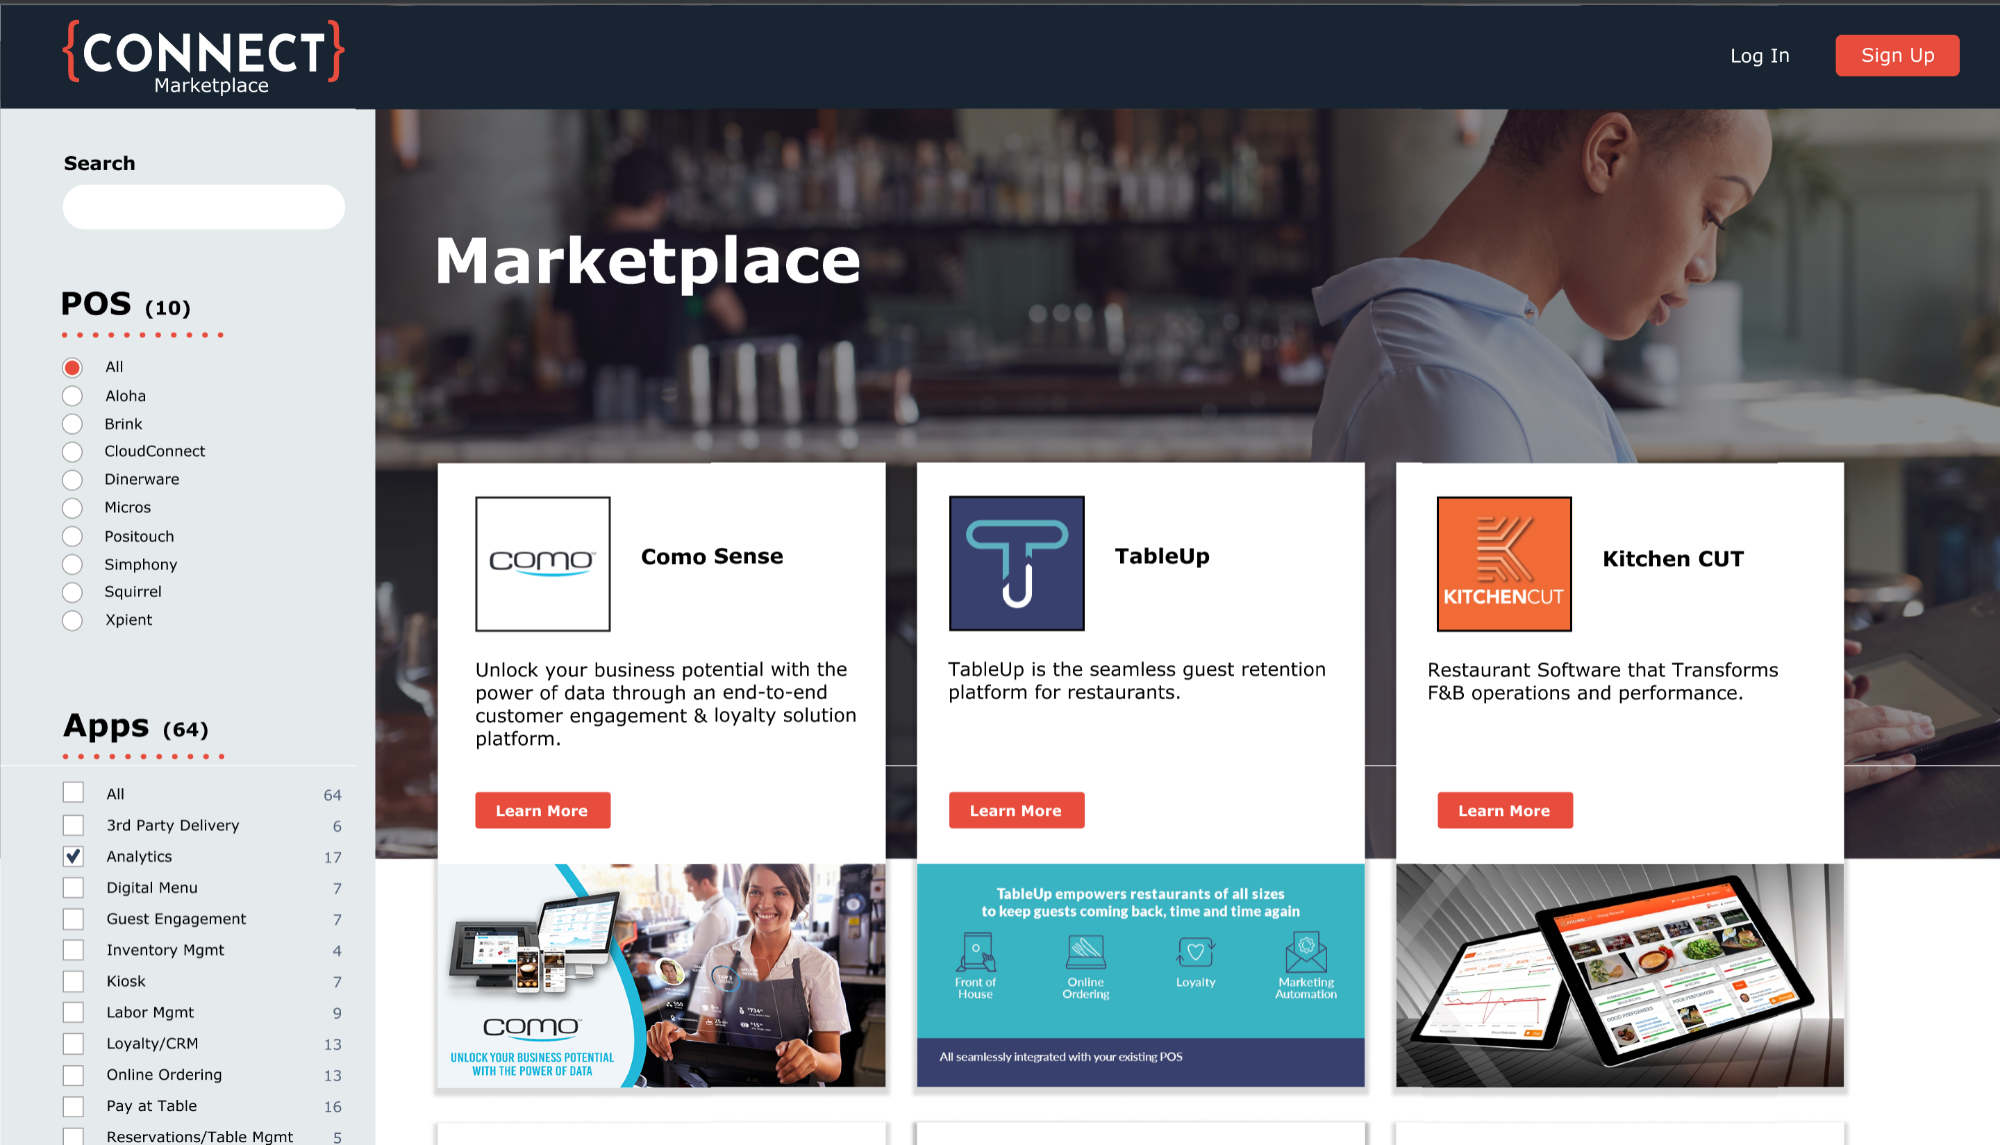 {CONNECT}
Marketplace
Log In
Sign Up
Search
POS (10)
All
Aloha
Brink
CloudConnect
Dinerware
Micros
Positouch
Simphony
Squirrel
Xpient
Apps (64)
All 64
3rd Party Delivery 6
Analytics 17
Digital Menu 7
Guest Engagement 7
Inventory Mgmt 4
Kiosk 7
Labor Mgmt 9
Loyalty/CRM 13
Online Ordering 13
Pay at Table 16
Reservations/Table Mgmt 5
Marketplace
como™
Como Sense
Unlock your business potential with the
power of data through an end-to-end
customer engagement & loyalty solution
platform.
Learn More
como
UNLOCK YOUR BUSINESS POTENTIAL
WITH THE POWER OF DATA
TableUp
TableUp is the seamless guest retention
platform for restaurants.
Learn More
TableUp empowers restaurants of all sizes
to keep guests coming back, time and time again
Front of
House
Online
Ordering
Loyalty
Marketing
Automation
All seamlessly integrated with your existing POS
KITCHENCUT
Kitchen CUT
Restaurant Software that Transforms
F&B operations and performance.
Learn More